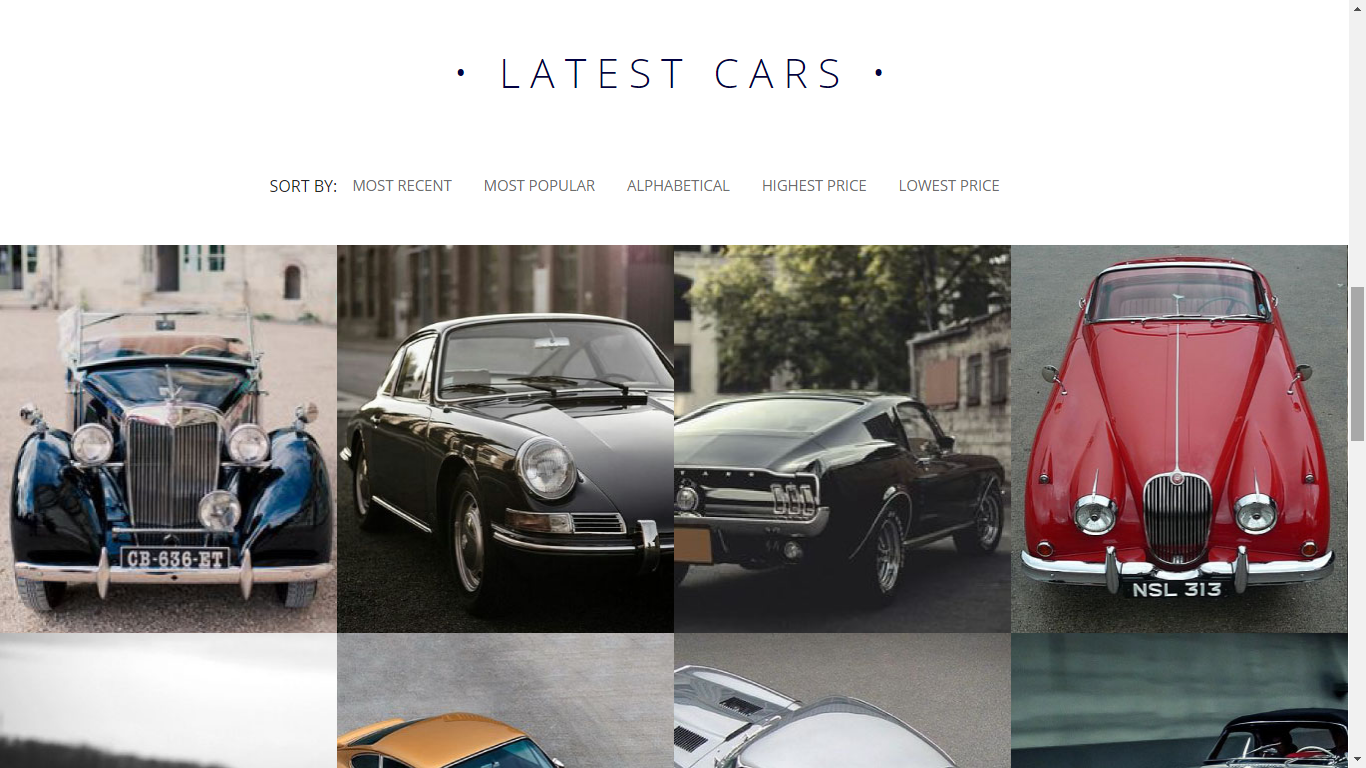 • LATEST CARS •
SORT BY: MOST RECENT MOST POPULAR ALPHABETICAL HIGHEST PRICE LOWEST PRICE
CB-636-ET
NSL 313